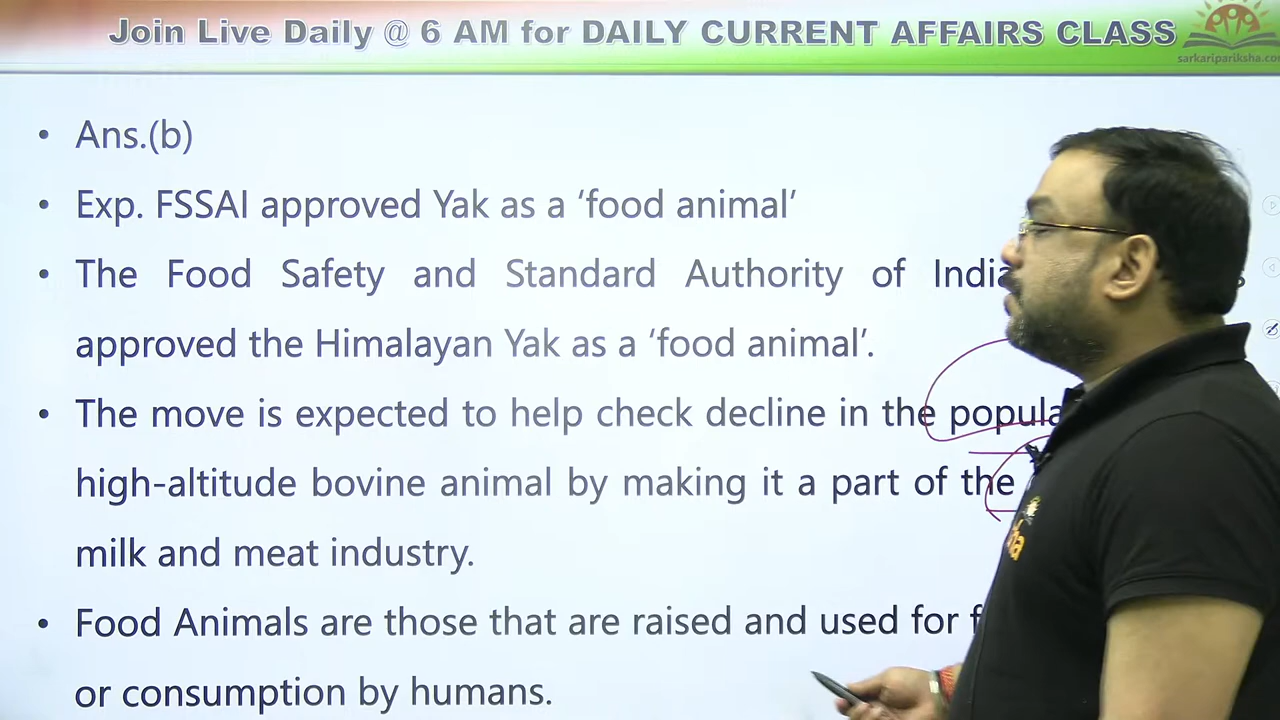 Join Live Daily @ 6 AM for DAILY CURRENT AFFAIRS CLASS
sarkaripariksha.com
• Ans.(b)
• Exp. FSSAI approved Yak as a ‘food animal’
• The Food Safety and Standard Authority of India
approved the Himalayan Yak as a ‘food animal’.
• The move is expected to help check decline in the
high-altitude bovine animal by making it a part of the
milk and meat industry.
• Food Animals are those that are raised and used for
or consumption by humans.